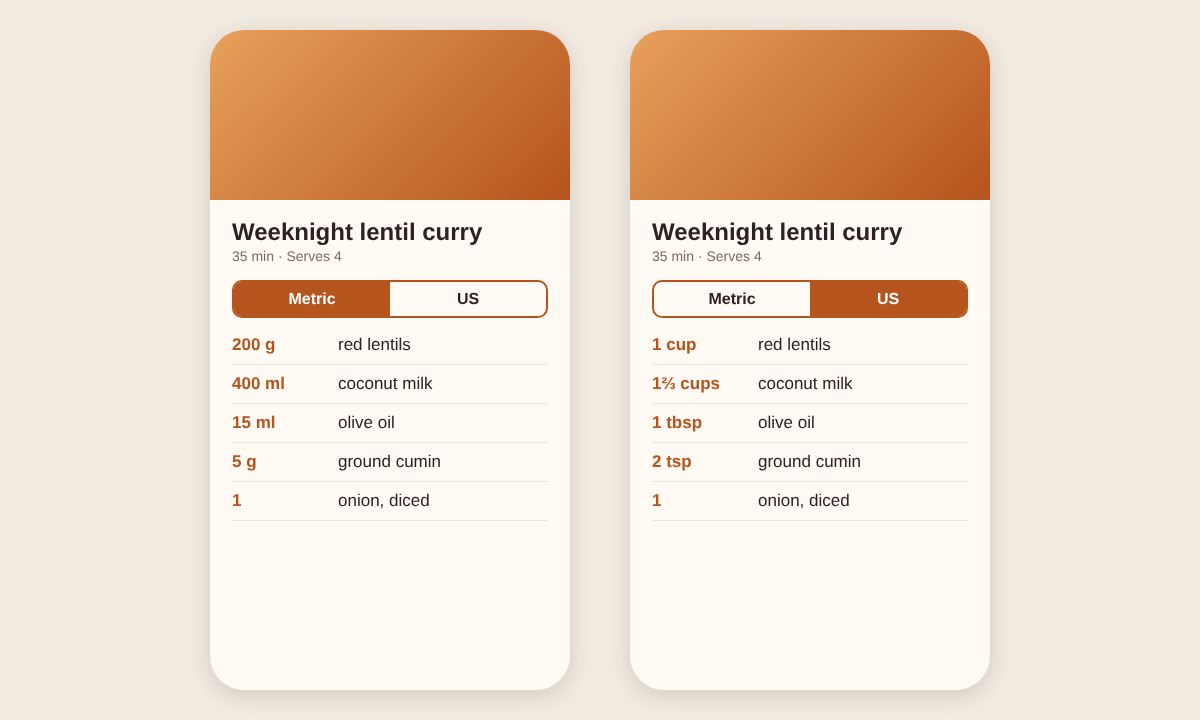 Weeknight lentil curry
35 min · Serves 4
Metric US
200 g red lentils
400 ml coconut milk
15 ml olive oil
5 g ground cumin
1 onion, diced
Weeknight lentil curry
35 min · Serves 4
Metric US
1 cup red lentils
1⅔ cups coconut milk
1 tbsp olive oil
2 tsp ground cumin
1 onion, diced